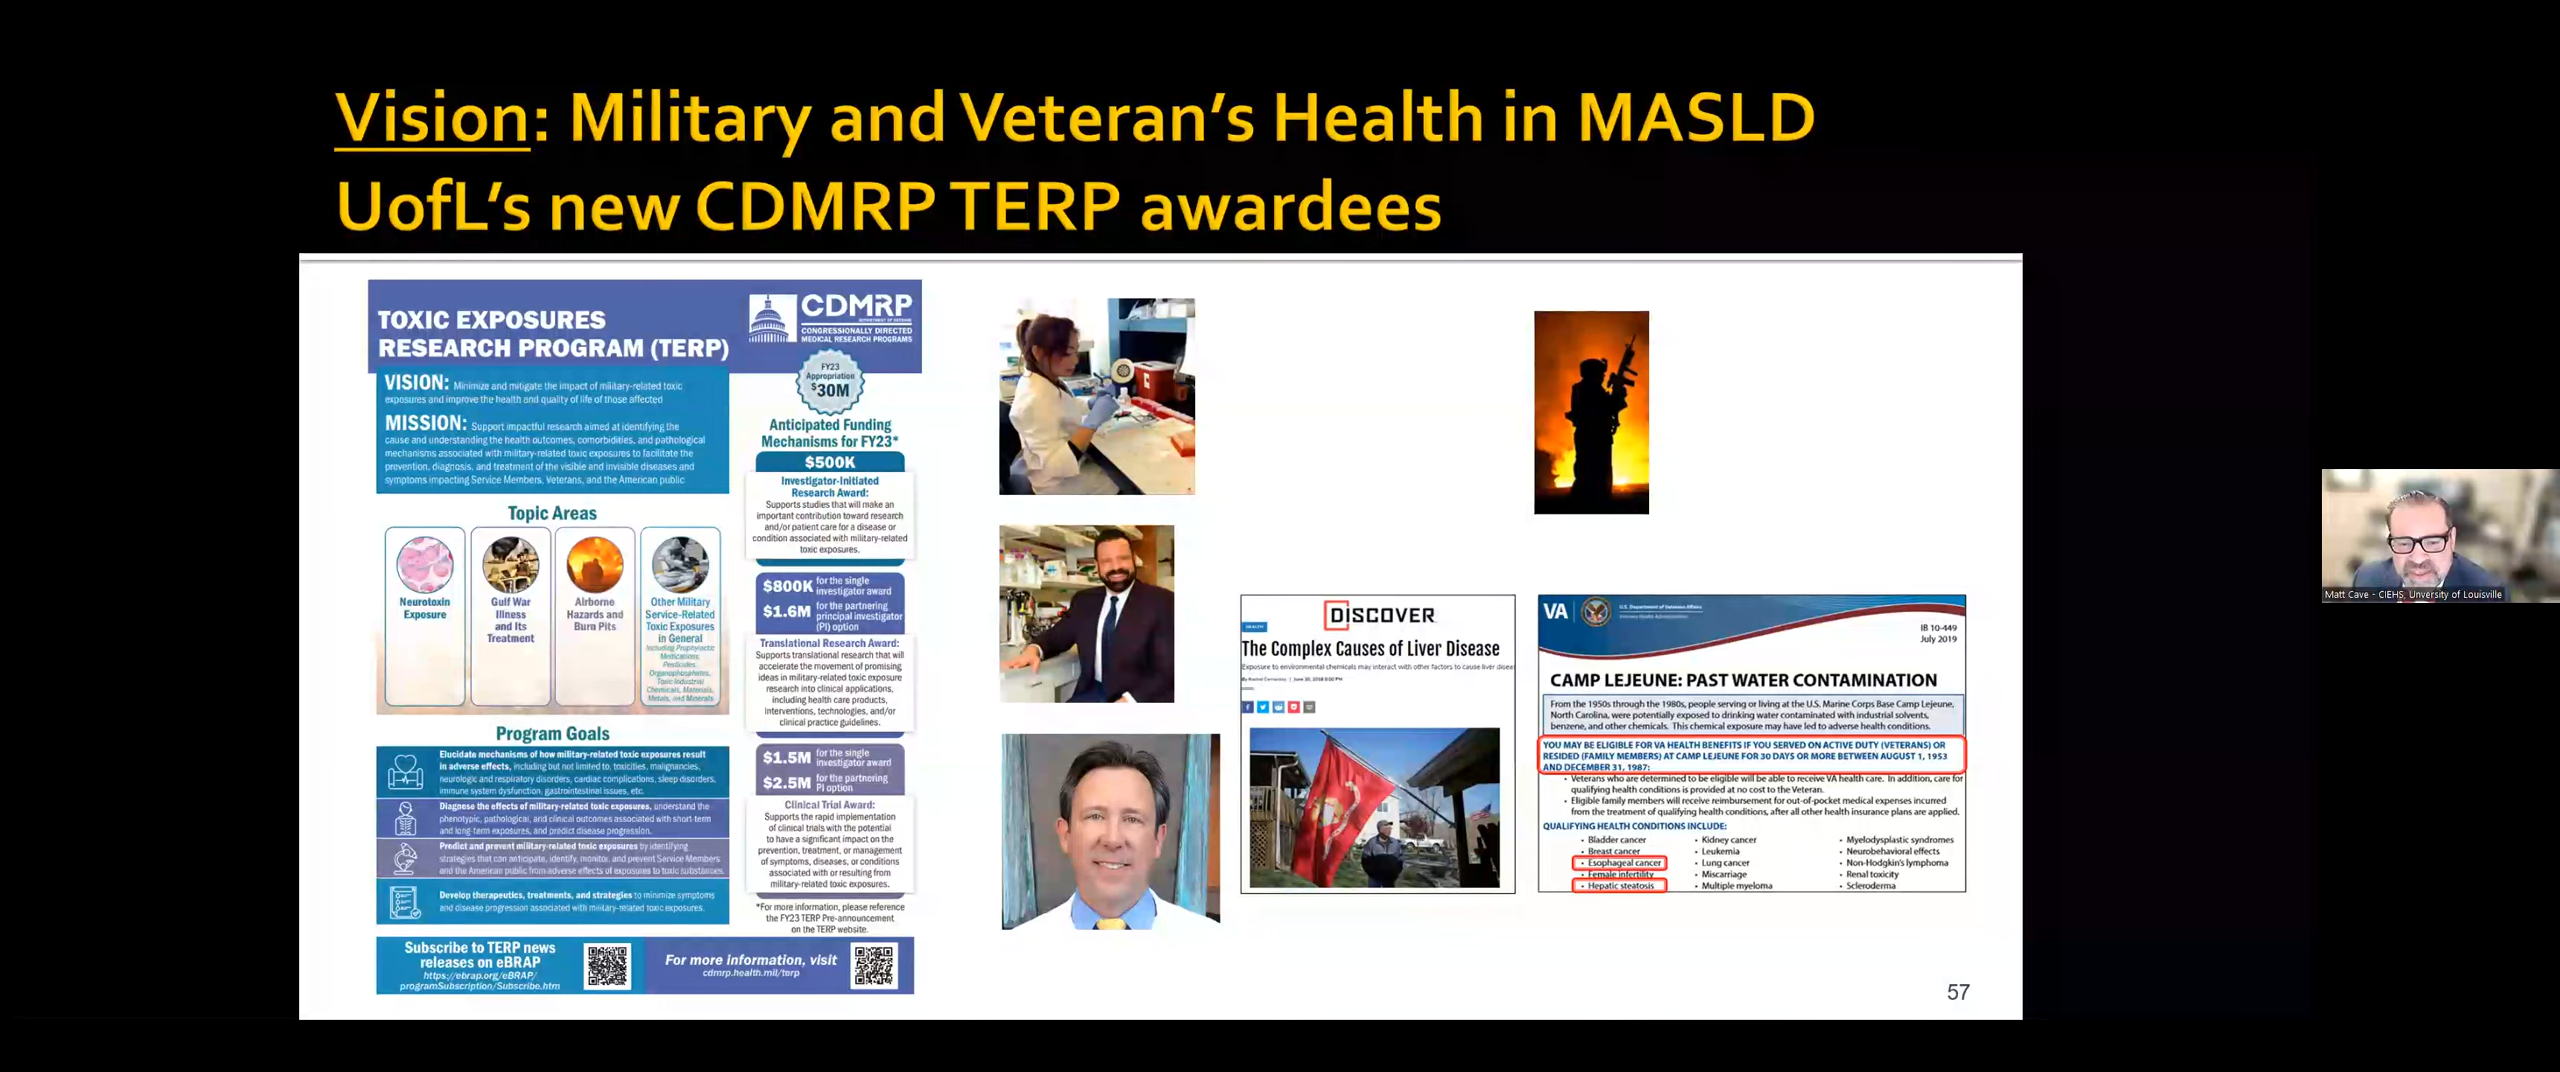 Vision: Military and Veteran's Health in MASLD
UofL's new CDMRP TERP awardees
TOXIC EXPOSURES
RESEARCH PROGRAM (TERP)
CDMRP
DEPARTMENT OF DEFENSE
CONGRESSIONALLY DIRECTED
MEDICAL RESEARCH PROGRAMS
FY23
Appropriation
$30M
VISION: Minimize and mitigate the impact of military-related toxic
exposures and improve the health and quality of life of those affected
MISSION: Support impactful research aimed at identifying the
cause and understanding the health outcomes, comorbidities, and pathological
mechanisms associated with military-related toxic exposures to facilitate the
prevention, diagnosis, and treatment of the visible and invisible diseases and
symptoms impacting Service Members, Veterans, and the American public
Topic Areas
Neurotoxin
Exposure
Gulf War
Illness
and Its
Treatment
Airborne
Hazards and
Burn Pits
Other Military
Service-Related
Toxic Exposures
in General
Including Prophylactic
Medications,
Pesticides,
Organophosphates,
Toxic Industrial
Chemicals, Materials,
Metals, and Minerals
Program Goals
Elucidate mechanisms of how military-related toxic exposures result
in adverse effects, including but not limited to, toxicities, malignancies,
neurologic and respiratory disorders, cardiac complications, sleep disorders,
immune system dysfunction, gastrointestinal issues, etc.
Diagnose the effects of military-related toxic exposures, understand the
phenotypic, pathological, and clinical outcomes associated with short-term
and long-term exposures, and predict disease progression.
Predict and prevent military-related toxic exposures by identifying
strategies that can anticipate, identify, monitor, and prevent Service Members
and the American public from adverse effects of exposures to toxic substances.
Develop therapeutics, treatments, and strategies to minimize symptoms
and disease progression associated with military-related toxic exposures.
Anticipated Funding
Mechanisms for FY23*
$500K
Investigator-Initiated
Research Award:
Supports studies that will make an
important contribution toward research
and/or patient care for a disease or
condition associated with military-related
toxic exposures.
$800K for the single
investigator award
$1.6M for the partnering
principal investigator
(PI) option
Translational Research Award:
Supports translational research that will
accelerate the movement of promising
ideas in military-related toxic exposure
research into clinical applications,
including health care products,
interventions, technologies, and/or
clinical practice guidelines.
$1.5M for the single
investigator award
$2.5M for the partnering
PI option
Clinical Trial Award:
Supports the rapid implementation
of clinical trials with the potential
to have a significant impact on the
prevention, treatment, or management
of symptoms, diseases, or conditions
associated with or resulting from
military-related toxic exposures.
*For more information, please reference
the FY23 TERP Pre-announcement
on the TERP website.
Subscribe to TERP news
releases on eBRAP
https://ebrap.org/eBRAP/
programSubscription/Subscribe.htm
For more information, visit
cdmrp.health.mil/terp
DISCOVER
HEALTH
The Complex Causes of Liver Disease
Exposure to environmental chemicals may interact with other factors to cause liver diseas
VA
U.S. Department of Veterans Affairs
Veterans Health Administration
IB 10-449
July 2019
CAMP LEJEUNE: PAST WATER CONTAMINATION
From the 1950s through the 1980s, people serving or living at the U.S. Marine Corps Base Camp Lejeune,
North Carolina, were potentially exposed to drinking water contaminated with industrial solvents,
benzene, and other chemicals. This chemical exposure may have led to adverse health conditions.
YOU MAY BE ELIGIBLE FOR VA HEALTH BENEFITS IF YOU SERVED ON ACTIVE DUTY (VETERANS) OR
RESIDED (FAMILY MEMBERS) AT CAMP LEJEUNE FOR 30 DAYS OR MORE BETWEEN AUGUST 1, 1953
AND DECEMBER 31, 1987:
• Veterans who are determined to be eligible will be able to receive VA health care. In addition, care for
qualifying health conditions is provided at no cost to the Veteran.
• Eligible family members will receive reimbursement for out-of-pocket medical expenses incurred
from the treatment of qualifying health conditions, after all other health insurance plans are applied.
QUALIFYING HEALTH CONDITIONS INCLUDE:
• Bladder cancer
• Breast cancer
• Esophageal cancer
• Female infertility
• Hepatic steatosis
• Kidney cancer
• Leukemia
• Lung cancer
• Miscarriage
• Multiple myeloma
• Myelodysplastic syndromes
• Neurobehavioral effects
• Non-Hodgkin's lymphoma
• Renal toxicity
• Scleroderma
57
Matt Cave - CIEHS, Unversity of Louisville